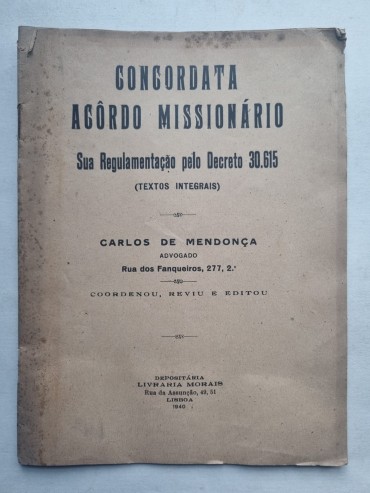 CONCORDATA
ACÔRDO MISSIONÁRIO
Sua Regulamentação pelo Decreto 30.615
(TEXTOS INTEGRAIS)
CARLOS DE MENDONÇA
ADVOGADO
Rua dos Fanqueiros, 277, 2.º
COORDENOU, REVIU E EDITOU
DEPOSITÁRIA
LIVRARIA MORAIS
Rua da Assunção, 49, 51
LISBOA
1940